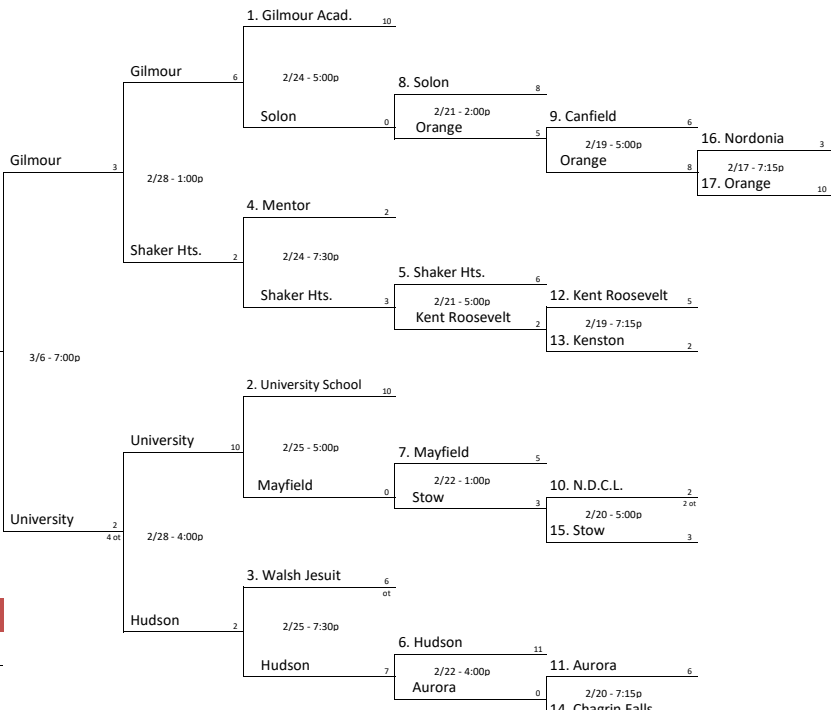 1. Gilmour Acad.
10
Gilmour
6
2/24 - 5:00p
8. Solon
8
Solon
0
2/21 - 2:00p
Orange
5
9. Canfield
6
2/19 - 5:00p
Orange
8
16. Nordonia
3
2/17 - 7:15p
17. Orange
10
Gilmour
3
2/28 - 1:00p
4. Mentor
2
Shaker Hts.
2
2/24 - 7:30p
5. Shaker Hts.
6
Shaker Hts.
3
2/21 - 5:00p
Kent Roosevelt
2
12. Kent Roosevelt
5
2/19 - 7:15p
13. Kenston
2
3/6 - 7:00p
2. University School
10
University
10
2/25 - 5:00p
7. Mayfield
5
Mayfield
0
2/22 - 1:00p
Stow
3
10. N.D.C.L.
2
2 ot
2/20 - 5:00p
15. Stow
3
University
2
4 ot
2/28 - 4:00p
3. Walsh Jesuit
6
ot
Hudson
2
2/25 - 7:30p
6. Hudson
11
Hudson
7
2/22 - 4:00p
Aurora
0
11. Aurora
6
2/20 - 7:15p
14. Chagrin Falls